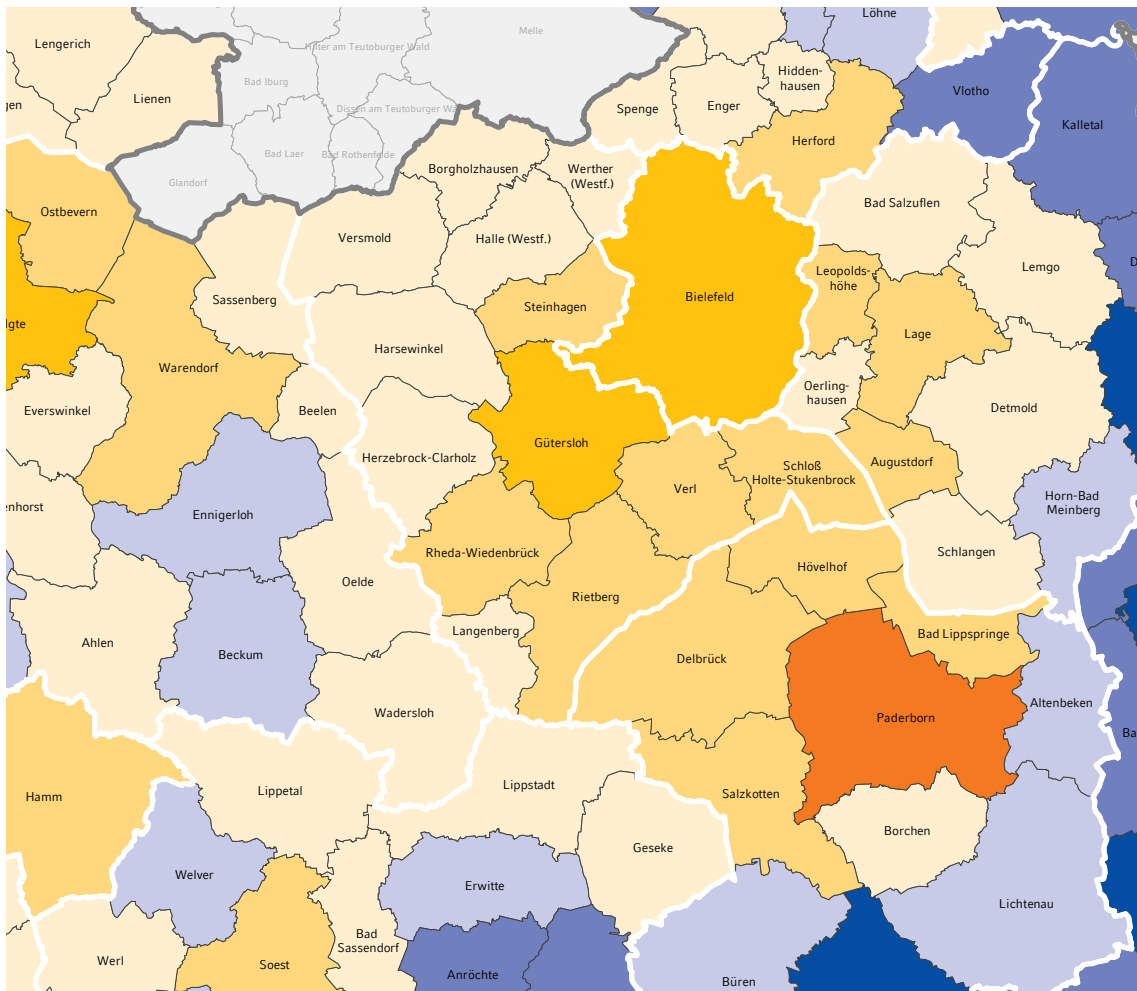 Löhne
Melle
Lengerich
Hilter am Teutoburger Wald
Hidden-
hausen
Bad Iburg
Vlotho
Lienen
Spenge
Enger
Dissen am Teutoburger Wa
Kalletal
Herford
Bad Laer
Bad Rothenfelde
Borgholzhausen
Werther
(Westf.)
Glandorf
Ostbevern
Bad Salzuflen
Versmold
Halle (Westf.)
Lemgo
Leopolds-
höhe
Sassenberg
Bielefeld
Steinhagen
lgte
Lage
Harsewinkel
Warendorf
Oerling-
hausen
Everswinkel
Beelen
Detmold
Gütersloh
Herzebrock-Clarholz
Augustdorf
Schloß
Holte-Stukenbrock
Verl
Horn-Bad
Meinberg
enhorst
Ennigerloh
Rheda-Wiedenbrück
Schlangen
Hövelhof
Oelde
Rietberg
Langenberg
Bad Lippspringe
Ahlen
Beckum
Delbrück
Altenbeken
Wadersloh
Paderborn
Ba
Lippstadt
Lippetal
Salzkotten
Hamm
Borchen
Geseke
Welver
Erwitte
Lichtenau
Bad
Sassendorf
Werl
Soest
Anröchte
Büren